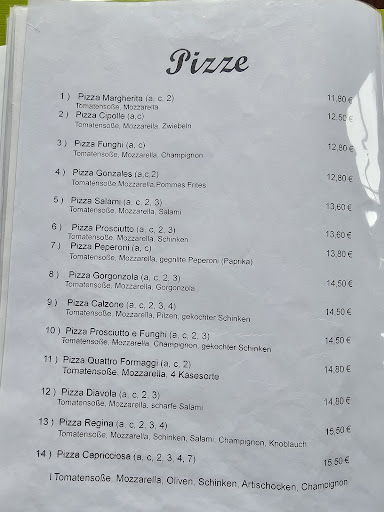 Pizze
1 ) Pizza Margherita (a, c, 2) 11,80 €
Tomatensoße, Mozzarella
2 ) Pizza Cipolle (a,c) 12,50 €
Tomatensoße, Mozzarella, Zwiebeln
3 ) Pizza Funghi (a, c) 12,80 €
Tomatensoße, Mozzarella, Champignon
4.) Pizza Gonzales (a,c,2) 12,80 €
Tomatensoße,Mozzarella,Pommes Frites
5 ) Pizza Salami (a, c, 2, 3) 13,60 €
Tomatensoße, Mozzarella, Salami
6 ) Pizza Prosciutto (a, c, 2, 3) 13,60 €
Tomatensoße, Mozzarella, Schinken
7 ) Pizza Peperoni (a, c) 13,80 €
Tomatensoße, Mozzarella, gegrillte Peperoni (Paprika)
8 ) Pizza Gorgonzola (a, c, 2, 3) 14,50 €
Tomatensoße, Mozzarella, Gorgonzola
9 ) Pizza Calzone (a, c, 2, 3, 4) 14,50 €
Tomatensoße, Mozzarella, Pilzen, gekochter Schinken
10 ) Pizza Prosciutto e Funghi (a, c, 2, 3) 14,50 €
Tomatensoße, Mozzarella, Champignon, gekochter Schinken
11 ) Pizza Quattro Formaggi (a, c, 2) 14,80 €
Tomatensoße, Mozzarella, 4 Käsesorte
12 ) Pizza Diavola (a, c, 2, 3) 14,80 €
Tomatensoße, Mozzarella, scharfe Salami
13 ) Pizza Regina (a, c, 2, 3, 4) 15,50 €
Tomatensoße, Mozzarella, Schinken, Salami, Champignon, Knoblauch
14 ) Pizza Capricciosa (a, c, 2, 3, 4, 7) 15,50 €
l Tomatensoße, Mozzarella, Oliven, Schinken, Artischocken, Champignon